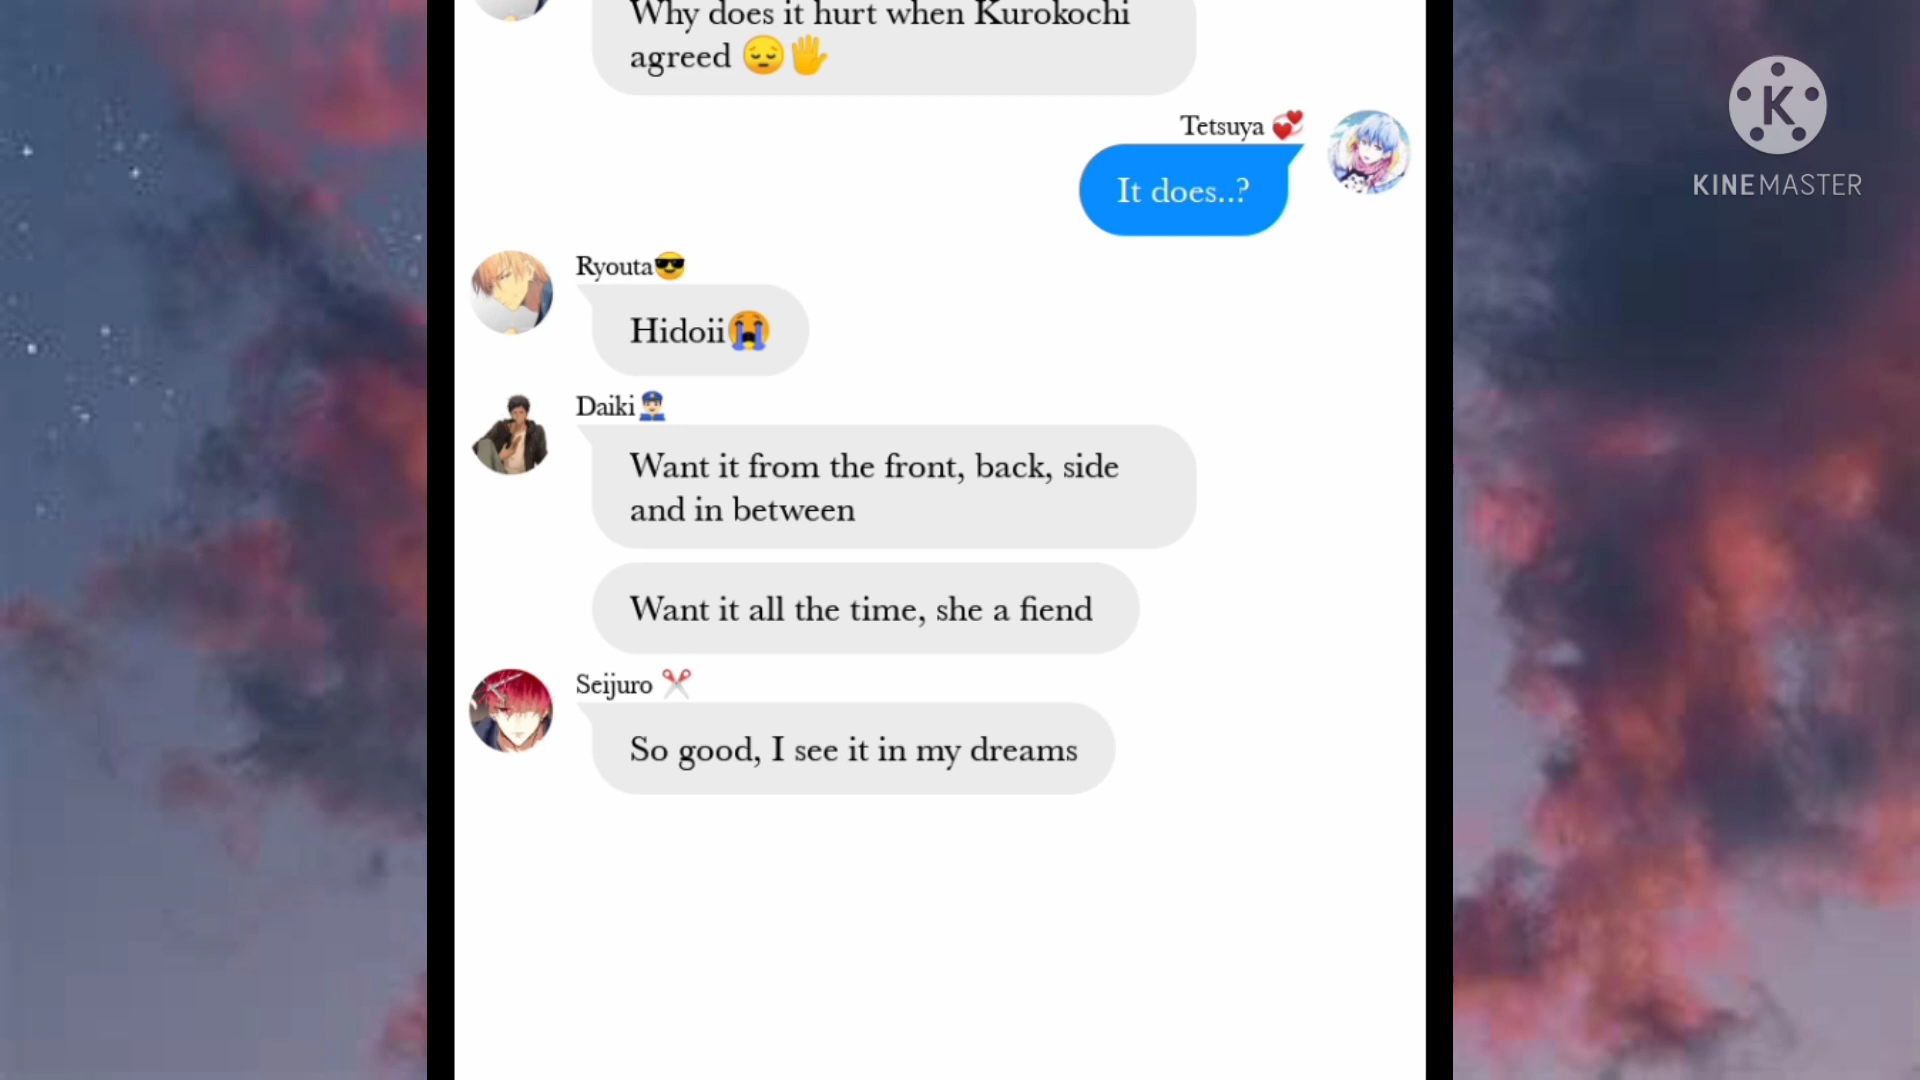 Why does it hurt when Kurokochi
agreed 😔🖐
Tetsuya 💞
It does..?
Ryouta😎
Hidoii😭
Daiki👮🏻‍♂️
Want it from the front, back, side
and in between
Want it all the time, she a fiend
Seijuro ✂️
So good, I see it in my dreams
K
KINEMASTER